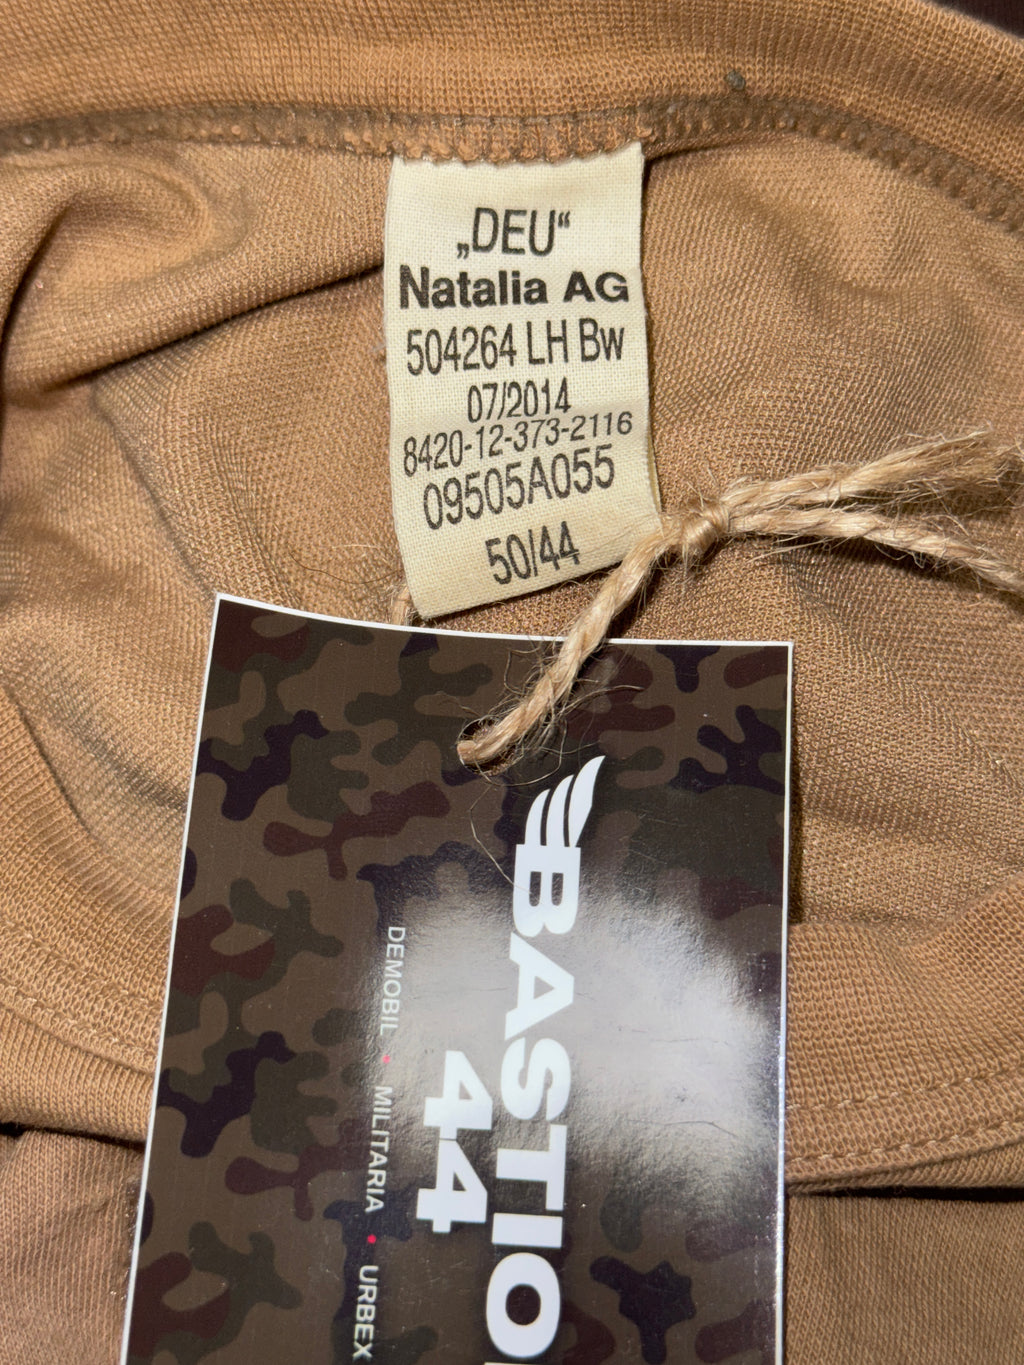 „DEU“
Natalia AG
504264 LH Bw
07/2014
8420-12-373-2116
09505A055
50/44
BASTIO
44
DEMOBIL • MILITARIA • URBEX